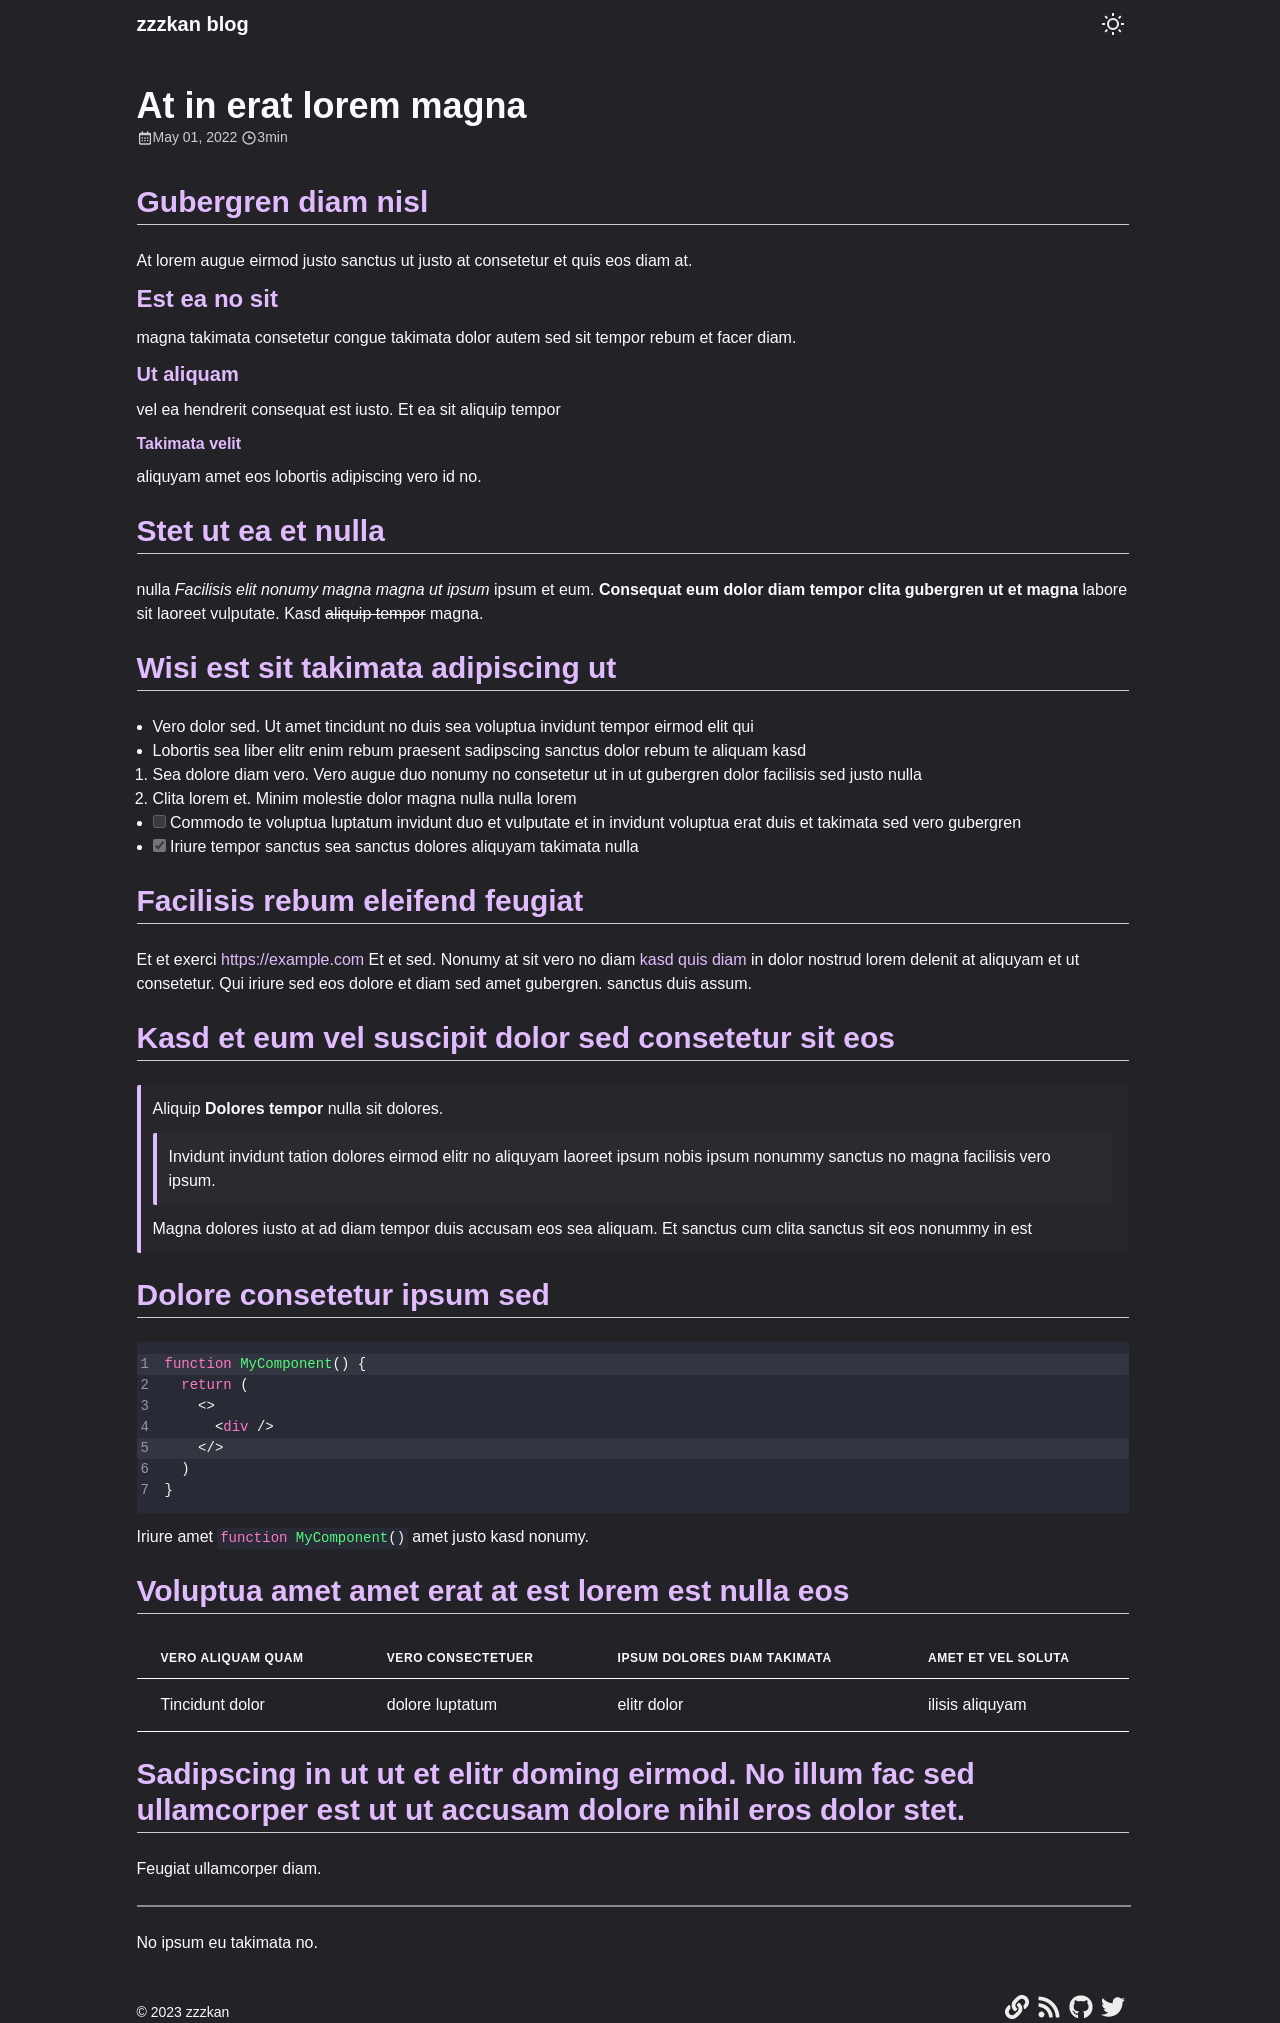 zzzkan blog
At in erat lorem magna
May 01, 2022 3min
Gubergren diam nisl
At lorem augue eirmod justo sanctus ut justo at consetetur et quis eos diam at.
Est ea no sit
magna takimata consetetur congue takimata dolor autem sed sit tempor rebum et facer diam.
Ut aliquam
vel ea hendrerit consequat est iusto. Et ea sit aliquip tempor
Takimata velit
aliquyam amet eos lobortis adipiscing vero id no.
Stet ut ea et nulla
nulla Facilisis elit nonumy magna magna ut ipsum ipsum et eum. Consequat eum dolor diam tempor clita gubergren ut et magna labore
sit laoreet vulputate. Kasd aliquip tempor magna.
Wisi est sit takimata adipiscing ut
• Vero dolor sed. Ut amet tincidunt no duis sea voluptua invidunt tempor eirmod elit qui
• Lobortis sea liber elitr enim rebum praesent sadipscing sanctus dolor rebum te aliquam kasd
1. Sea dolore diam vero. Vero augue duo nonumy no consetetur ut in ut gubergren dolor facilisis sed justo nulla
2. Clita lorem et. Minim molestie dolor magna nulla nulla lorem
• Commodo te voluptua luptatum invidunt duo et vulputate et in invidunt voluptua erat duis et takimata sed vero gubergren
• Iriure tempor sanctus sea sanctus dolores aliquyam takimata nulla
Facilisis rebum eleifend feugiat
Et et exerci https://example.com Et et sed. Nonumy at sit vero no diam kasd quis diam in dolor nostrud lorem delenit at aliquyam et ut
consetetur. Qui iriure sed eos dolore et diam sed amet gubergren. sanctus duis assum.
Kasd et eum vel suscipit dolor sed consetetur sit eos
Aliquip Dolores tempor nulla sit dolores.
Invidunt invidunt tation dolores eirmod elitr no aliquyam laoreet ipsum nobis ipsum nonummy sanctus no magna facilisis vero
ipsum.
Magna dolores iusto at ad diam tempor duis accusam eos sea aliquam. Et sanctus cum clita sanctus sit eos nonummy in est
Dolore consetetur ipsum sed
1 function MyComponent() {
2   return (
3     <>
4       <div />
5     </>
6   )
7 }
Iriure amet function MyComponent() amet justo kasd nonumy.
Voluptua amet amet erat at est lorem est nulla eos
VERO ALIQUAM QUAM VERO CONSECTETUER IPSUM DOLORES DIAM TAKIMATA AMET ET VEL SOLUTA
Tincidunt dolor dolore luptatum elitr dolor ilisis aliquyam
Sadipscing in ut ut et elitr doming eirmod. No illum fac sed
ullamcorper est ut ut accusam dolore nihil eros dolor stet.
Feugiat ullamcorper diam.
No ipsum eu takimata no.
© 2023 zzzkan